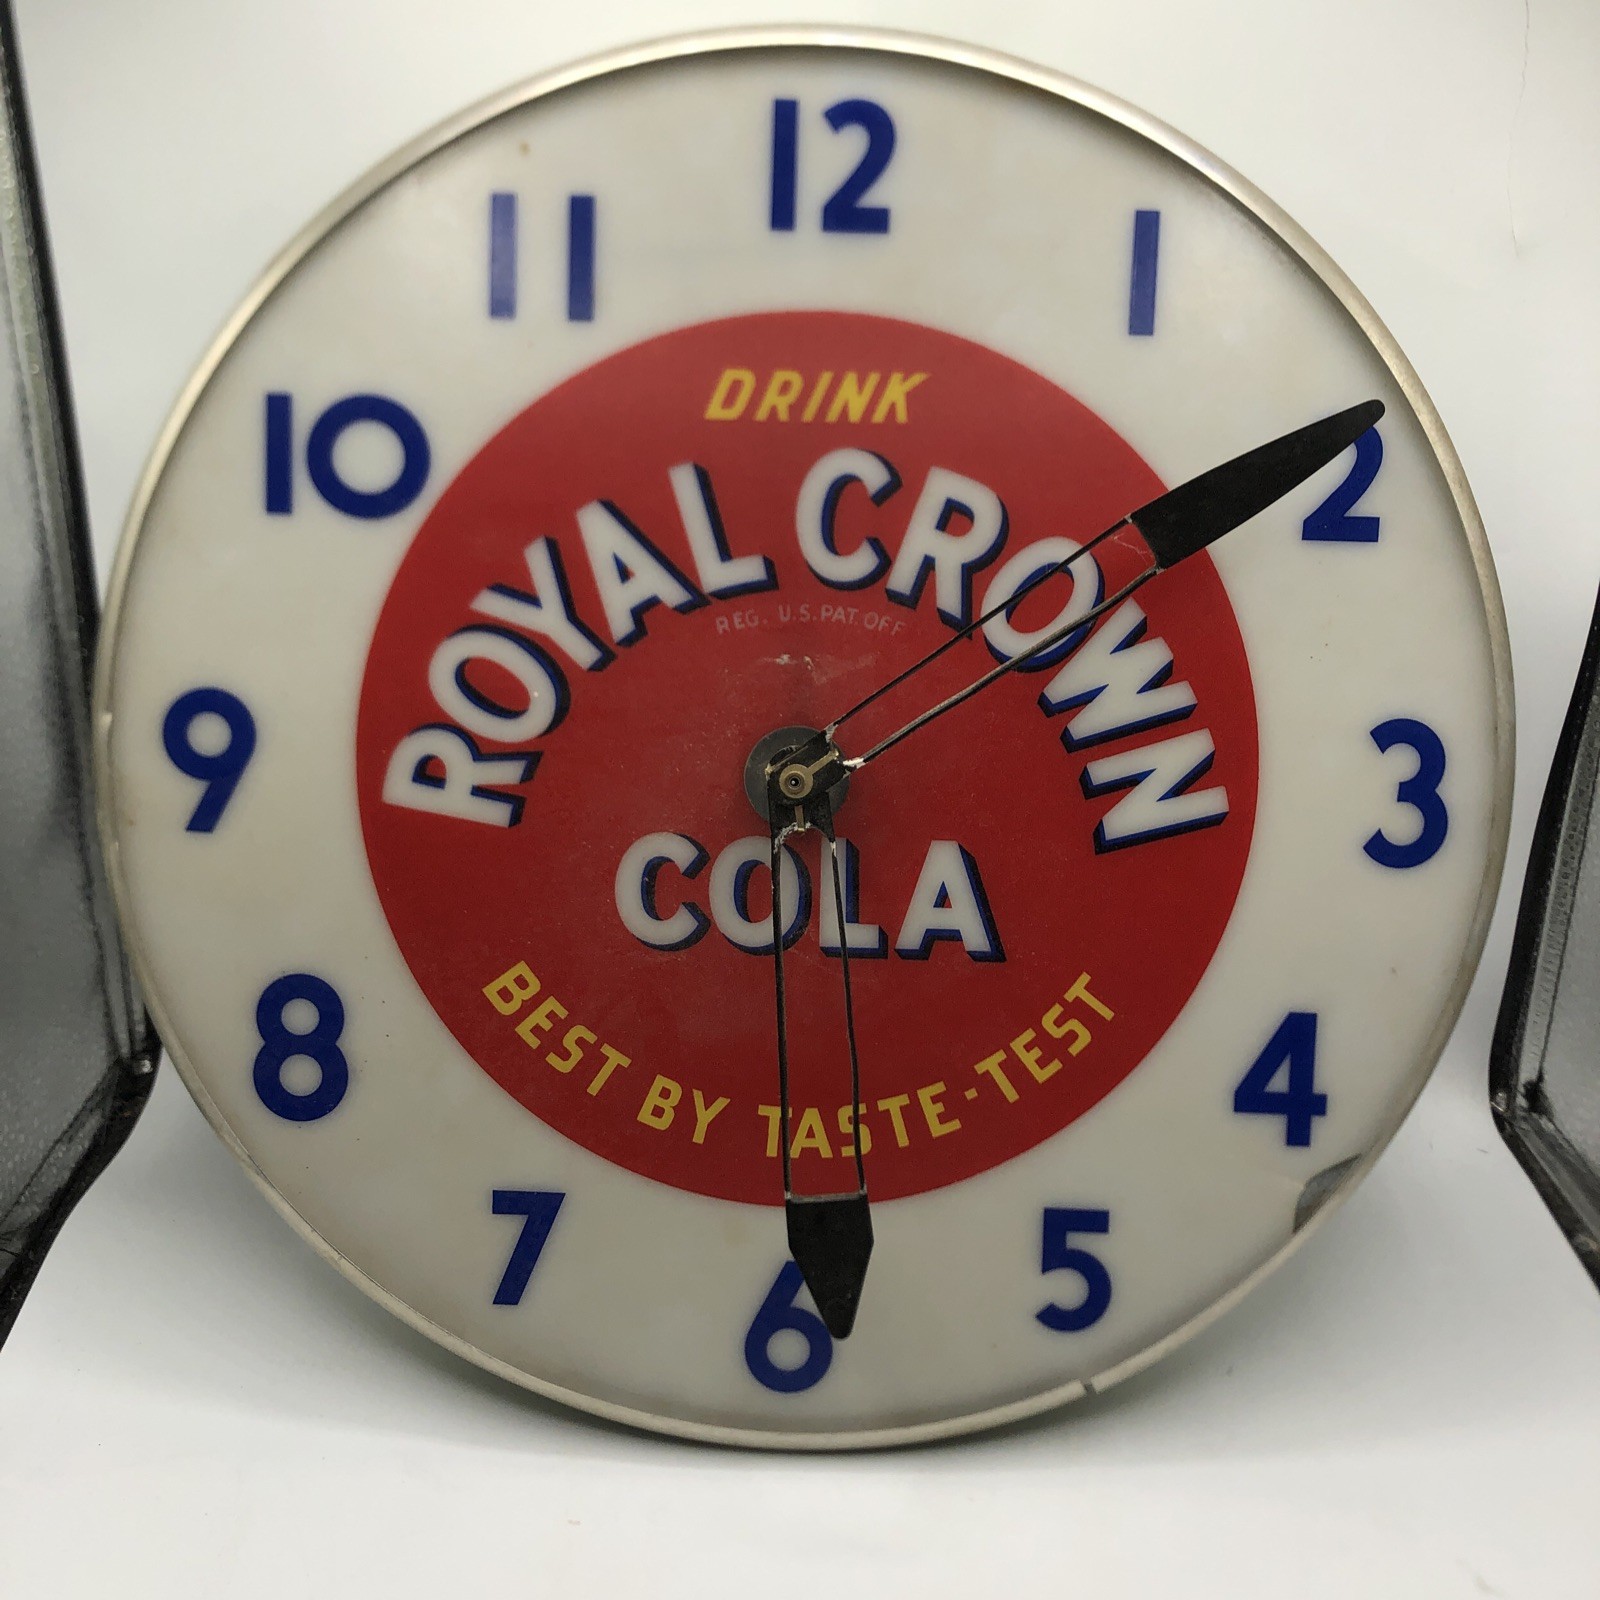 12
11
1
10
2
9
3
8
4
7
5
6
DRINK
ROYAL CROWN
REG. U.S. PAT. OFF
COLA
BEST BY TASTE-TEST